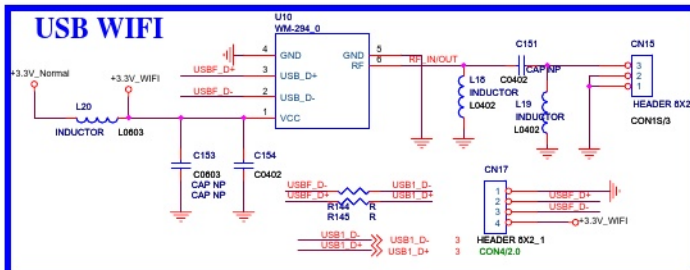 USB WIFI
U10
WM-294_0
4 GND
GND 5
RF 6
3 USB_D+
2 USB_D-
1 VCC
USBF_D+
USBF_D-
RF_IN/OUT
+3.3V_Normal
+3.3V_WIFI
L20
INDUCTOR L0603
C153
C0603
CAP NP
CAP NP
C154
C0402
L18
INDUCTOR
L0402
C151
CAP NP
C0402
L19
INDUCTOR
L0402
CN15
3
2
1
HEADER 8X2
CON1S/3
USBF_D- USB1_D-
USBF_D+ USB1_D+
R144 R
R145 R
USB1_D- USB1_D- 3
USB1_D+ USB1_D+ 3
CN17
1
2 USBF_D+
3 USBF_D-
4 +3.3V_WIFI
HEADER 8X2_1
CON4/2.0